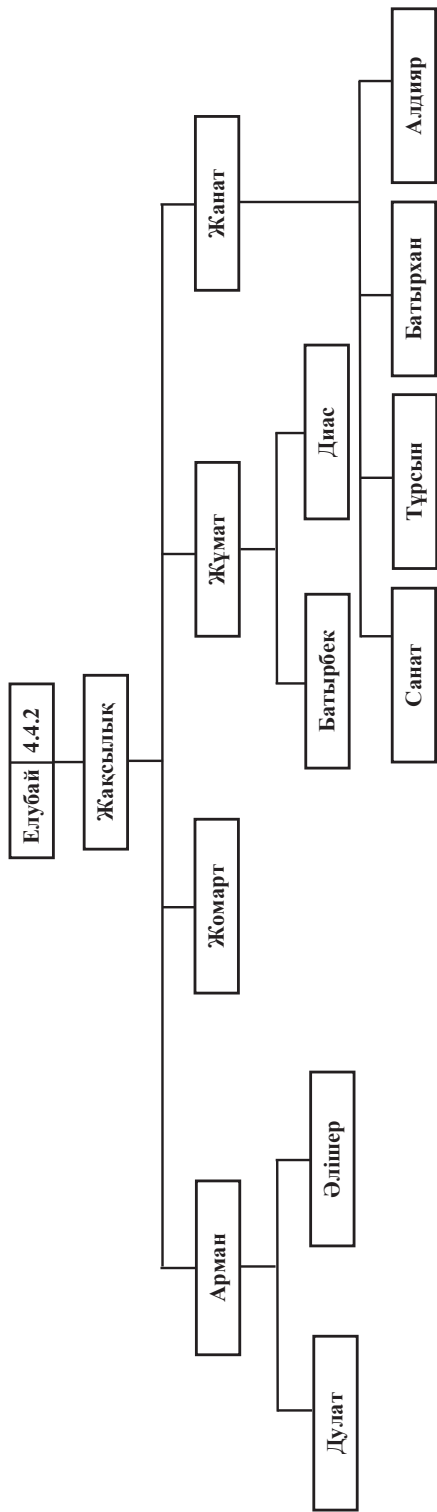 Елубай 4.4.2
Жақсылық
Арман
Жомарт
Жұмат
Жанат
Дулат
Әлішер
Батырбек
Диас
Санат
Тұрсын
Батырхан
Алдияр